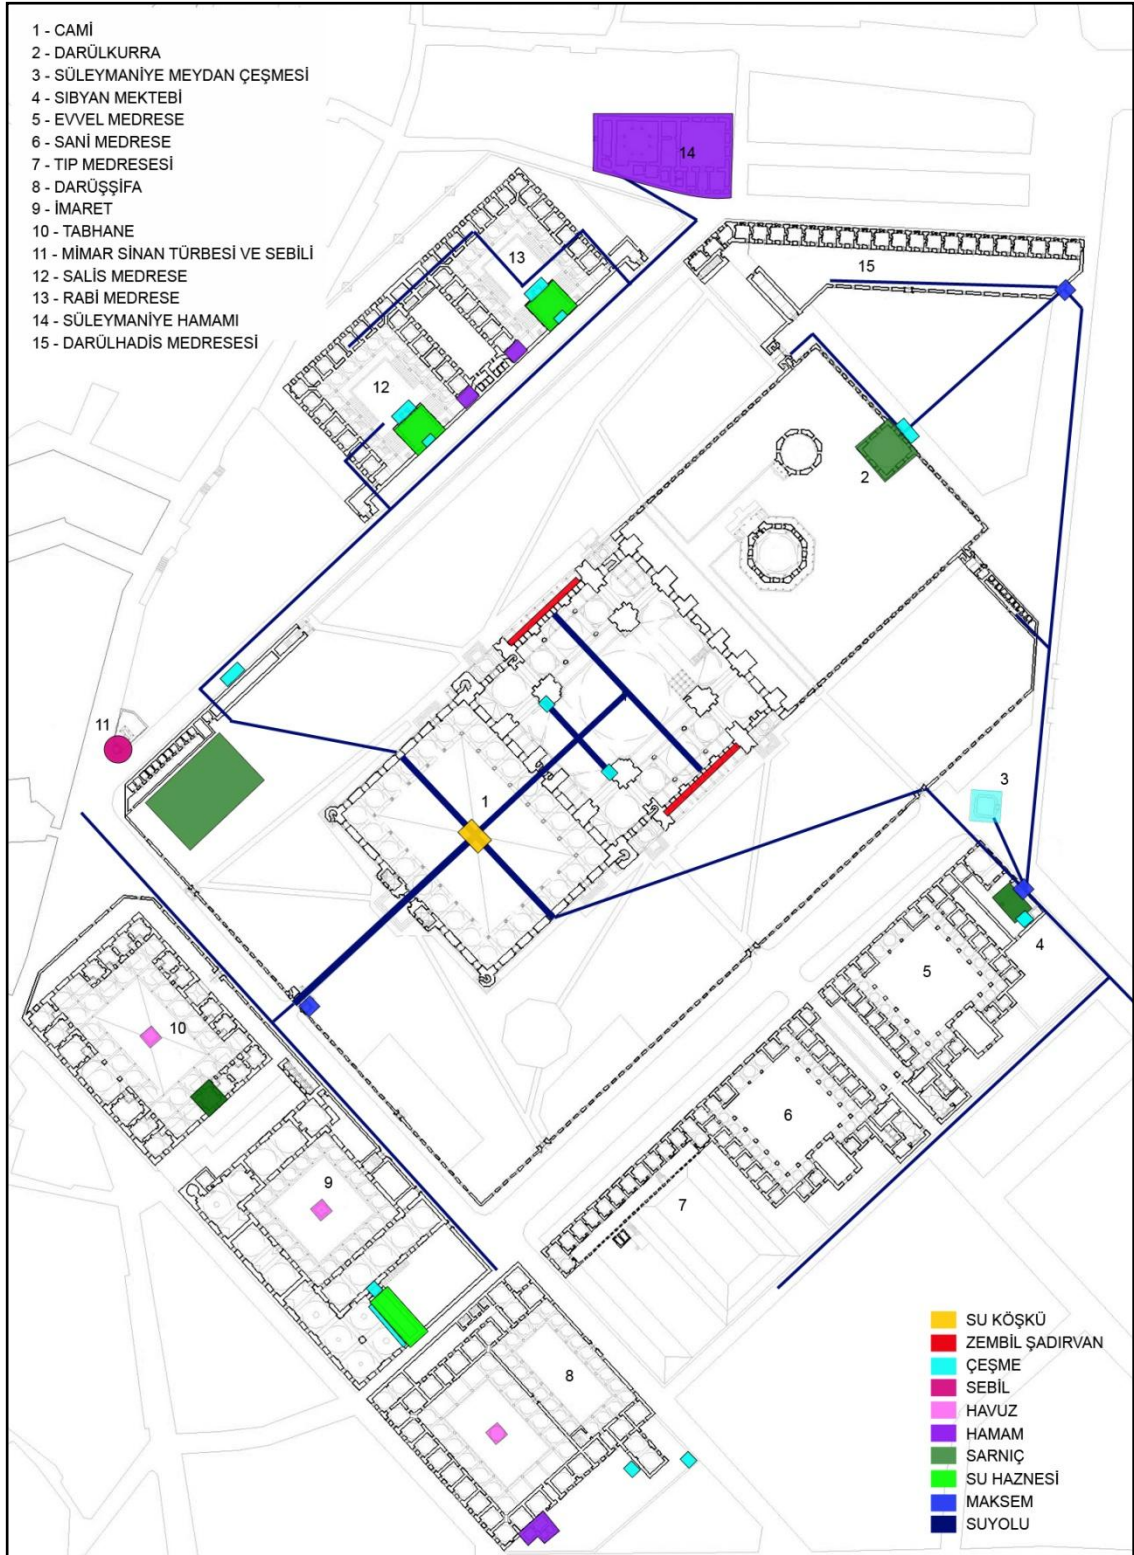 1 - CAMİ
2 - DARÜLKURRA
3 - SÜLEYMANİYE MEYDAN ÇEŞMESİ
4 - SIBYAN MEKTEBİ
5 - EVVEL MEDRESE
6 - SANİ MEDRESE
7 - TIP MEDRESESİ
8 - DARÜŞŞİFA
9 - İMARET
10 - TABHANE
11 - MİMAR SİNAN TÜRBESİ VE SEBİLİ
12 - SALİS MEDRESE
13 - RABİ MEDRESE
14 - SÜLEYMANİYE HAMAMI
15 - DARÜLHADİS MEDRESESİ
14
13
15
12
2
11
1
3
4
5
10
6
9
7
8
SU KÖŞKÜ
ZEMBİL ŞADIRVAN
ÇEŞME
SEBİL
HAVUZ
HAMAM
SARNIÇ
SU HAZNESİ
MAKSEM
SUYOLU